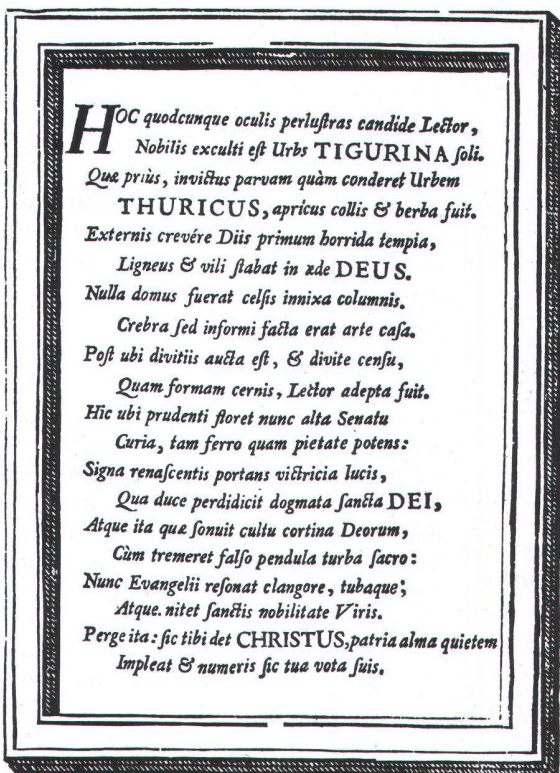 HOC quodcunque oculis perluſtras candide Lector,
Nobilis exculti eſt Urbs TIGURINA ſoli.
Quæ priùs, invictus parvam quàm conderet Urbem
THURICUS, apricus collis & herba fuit.
Externis crevére Diis primum horrida templa,
Ligneus & vili ſtabat in æde DEUS.
Nulla domus fuerat celſis innixa columnis.
Crebra ſed informi facta erat arte caſa.
Poſt ubi divitiis aucta eſt, & divite cenſu,
Quam formam cernis, Lector adepta fuit.
Hic ubi prudenti floret nunc alta Senatu
Curia, tam ferro quam pietate potens:
Signa renaſcentis portans victricia lucis,
Qua duce perdidicit dogmata ſancta DEI,
Atque ita quæ ſonuit cultu cortina Deorum,
Cùm tremeret falſo pendula turba ſacro:
Nunc Evangelii reſonat clangore, tubaque;
Atque. nitet ſanctis nobilitate Viris.
Perge ita: ſic tibi det CHRISTUS, patria alma quietem
Impleat & numeris ſic tua vota ſuis.